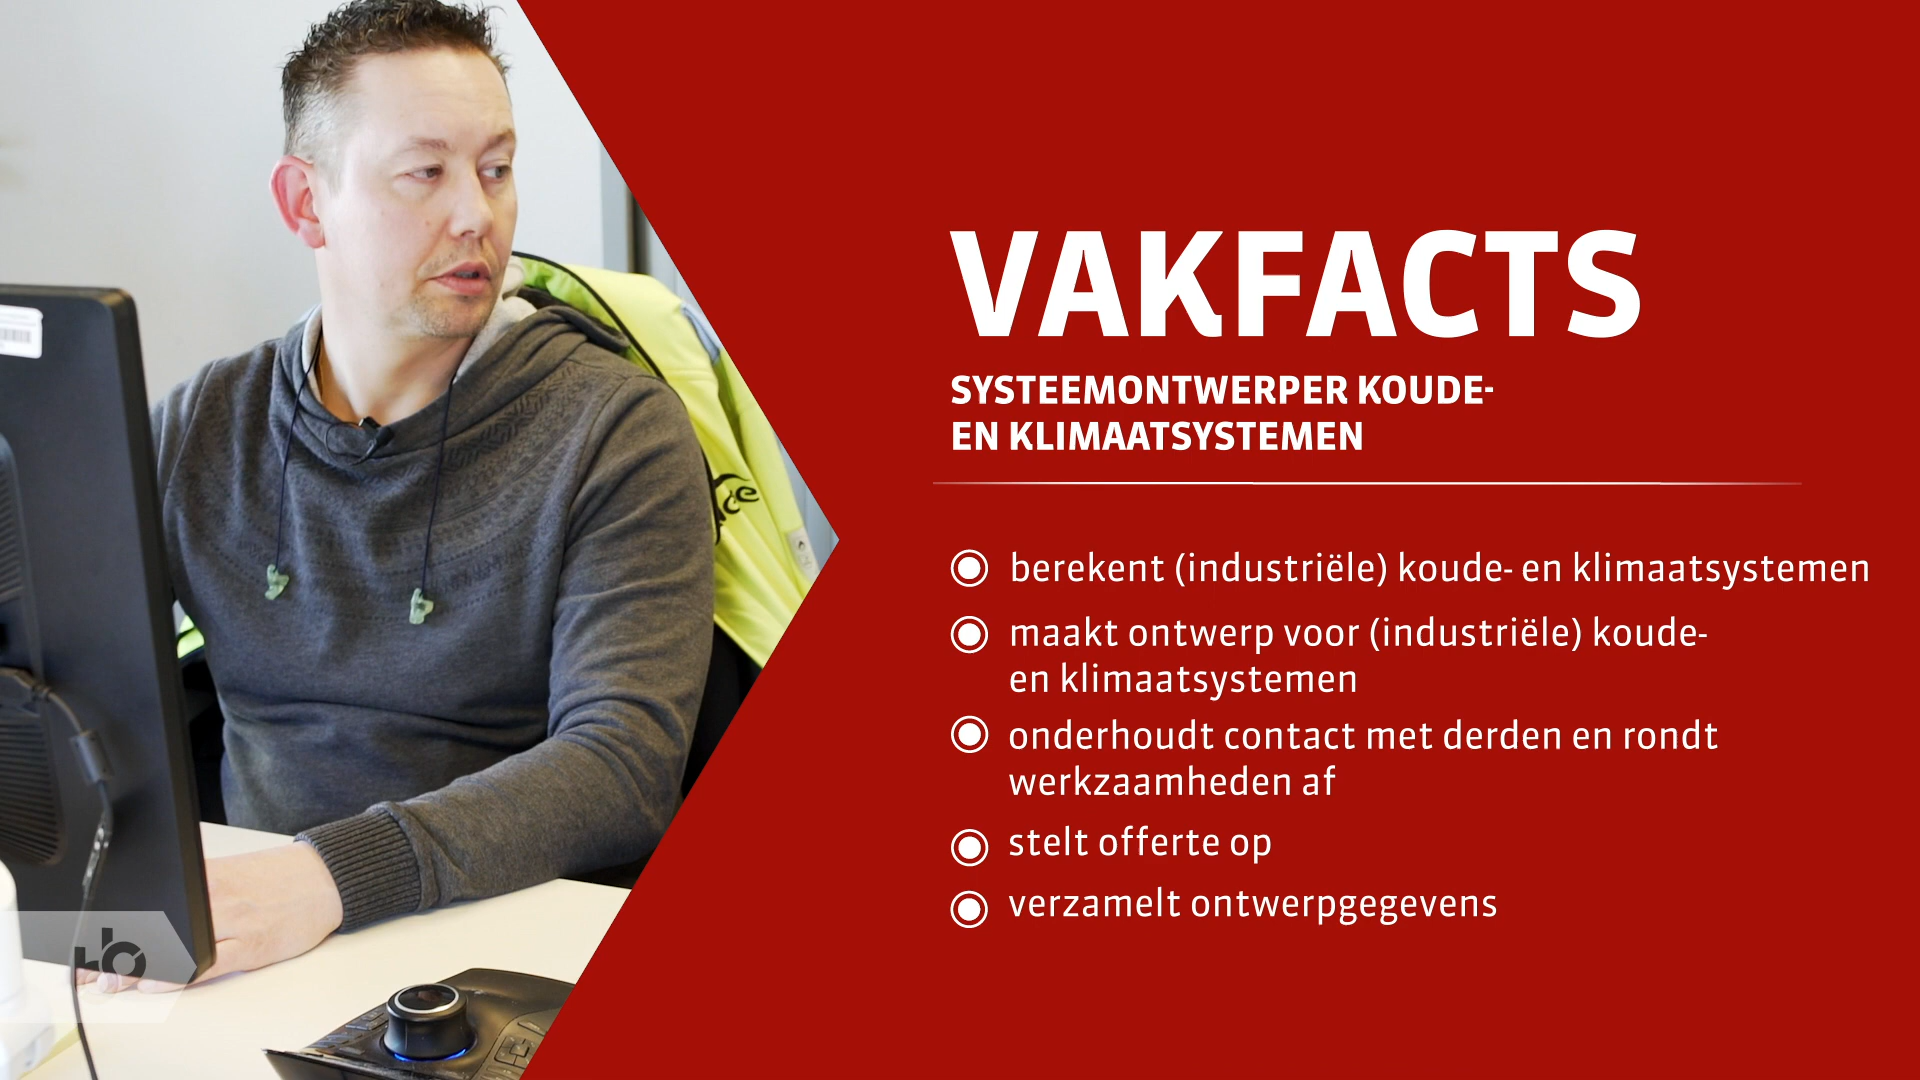 VAKFACTS
SYSTEEMONTWERPER KOUDE-
EN KLIMAATSYSTEMEN
berekent (industriële) koude- en klimaatsystemen
maakt ontwerp voor (industriële) koude-
en klimaatsystemen
onderhoudt contact met derden en rondt
werkzaamheden af
stelt offerte op
verzamelt ontwerpgegevens